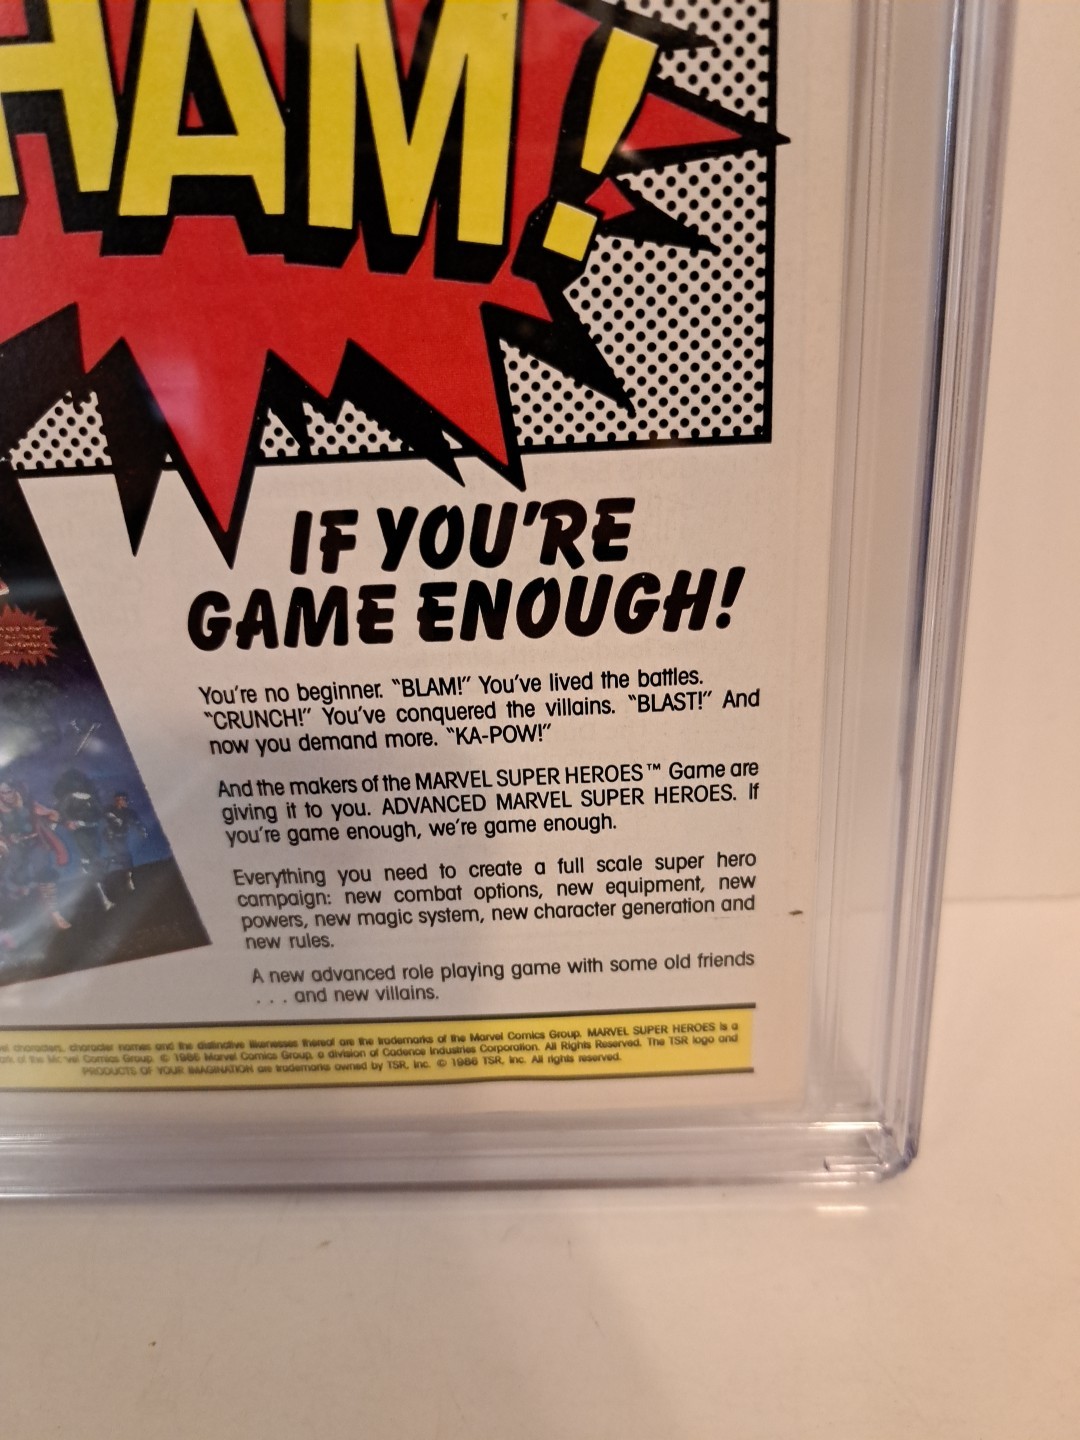 HAM!
IF YOU'RE
GAME ENOUGH!
You're no beginner. "BLAM!" You've lived the battles.
"CRUNCH!" You've conquered the villains. "BLAST!" And
now you demand more. "KA-POW!"
And the makers of the MARVEL SUPER HEROES™ Game are
giving it to you. ADVANCED MARVEL SUPER HEROES. If
you're game enough, we're game enough.
Everything you need to create a full scale super hero
campaign: new combat options, new equipment, new
powers, new magic system, new character generation and
new rules.
A new advanced role playing game with some old friends
. . . and new villains.
characters, character names and the distinctive likenesses thereof are the trademarks of the Marvel Comics Group. MARVEL SUPER HEROES is a
of the Marvel Comics Group. © 1986 Marvel Comics Group, a division of Cadence Industries Corporation. All Rights Reserved. The TSR logo and
PRODUCTS OF YOUR IMAGINATION are trademarks owned by TSR, Inc. © 1986 TSR, Inc. All rights reserved.